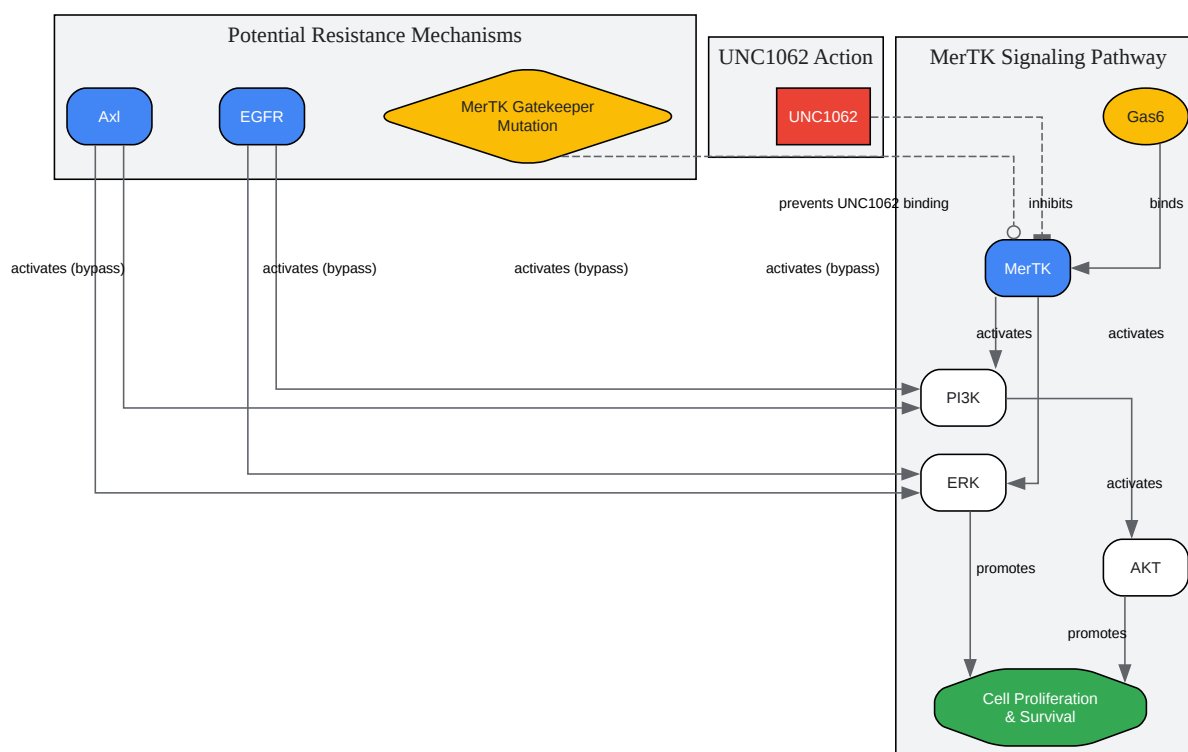 Potential Resistance Mechanisms
UNC1062 Action
MerTK Signaling Pathway
Axl
EGFR
MerTK Gatekeeper
Mutation
UNC1062
Gas6
prevents UNC1062 binding
inhibits
binds
activates (bypass)
activates (bypass)
activates (bypass)
activates (bypass)
MerTK
activates
activates
PI3K
ERK
activates
promotes
AKT
promotes
Cell Proliferation
& Survival